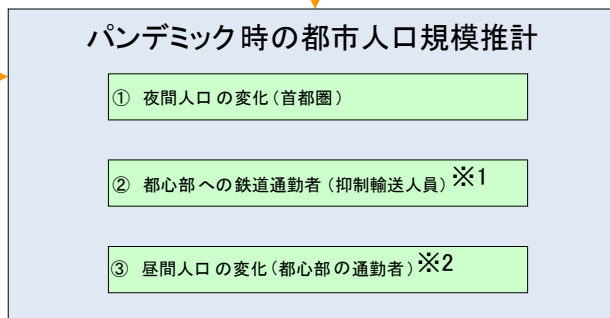 パンデミック時の都市人口規模推計
① 夜間人口の変化(首都圏)
② 都心部への鉄道通勤者(抑制輸送人員)※1
③ 昼間人口の変化(都心部の通勤者)※2